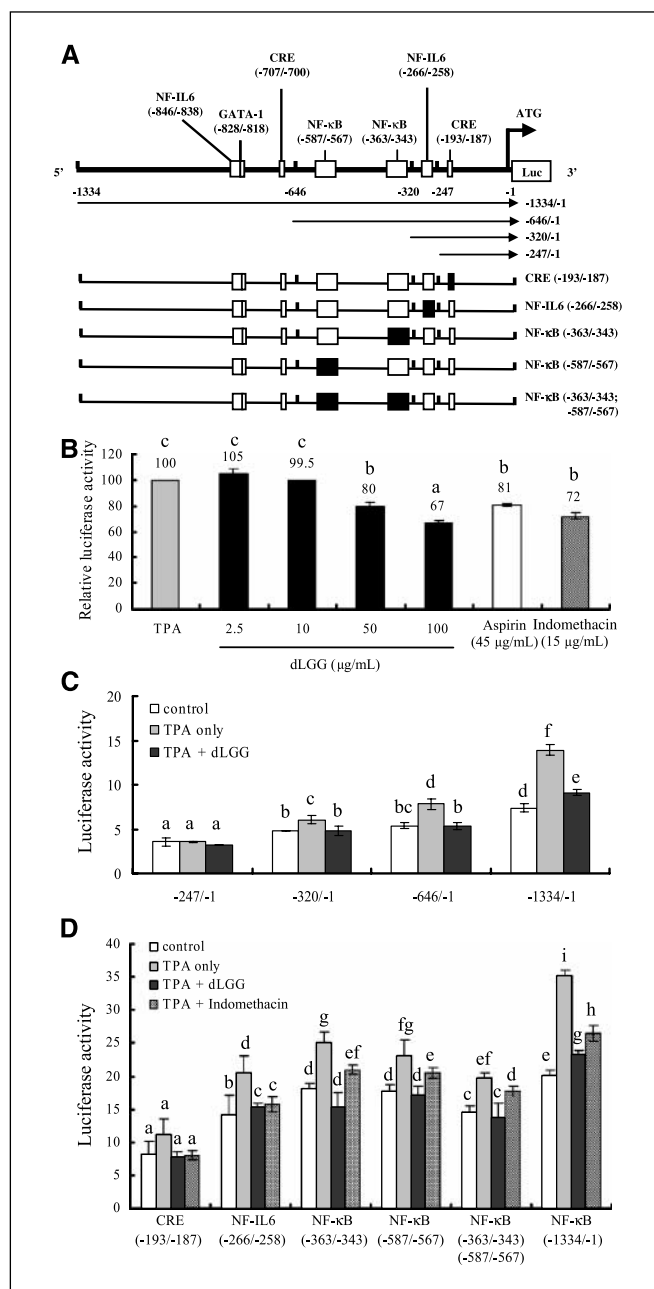 A
CRE
(-707/-700)
NF-IL6
(-266/-258)
NF-IL6
(-846/-838)
GATA-1
(-828/-818)
NF-κB
(-587/-567)
NF-κB
(-363/-343)
CRE
(-193/-187)
ATG
5' Luc 3'
-1334 -646 -320 -247 -1
-1334/-1
-646/-1
-320/-1
-247/-1
CRE (-193/-187)
NF-IL6 (-266/-258)
NF-κB (-363/-343)
NF-κB (-587/-567)
NF-κB (-363/-343;
-587/-567)
B
Relative luciferase activity
120
100
80
60
40
20
0
c c c b a b b
100 105 99.5 80 67 81 72
TPA 2.5 10 50 100 Aspirin Indomethacin
(45 µg/mL) (15 µg/mL)
dLGG (µg/mL)
C
Luciferase activity
20
15
10
5
0
control
TPA only
TPA + dLGG
a a a b c b bc d b d f e
-247/-1 -320/-1 -646/-1 -1334/-1
D
Luciferase activity
40
35
30
25
20
15
10
5
0
control
TPA only
TPA + dLGG
TPA + Indomethacin
a a a a b d c c d g d ef d fg d e c ef c d e i g h
CRE NF-IL6 NF-κB NF-κB NF-κB NF-κB
(-193/-187) (-266/-258) (-363/-343) (-587/-567) (-363/-343) (-1334/-1)
(-587/-567)